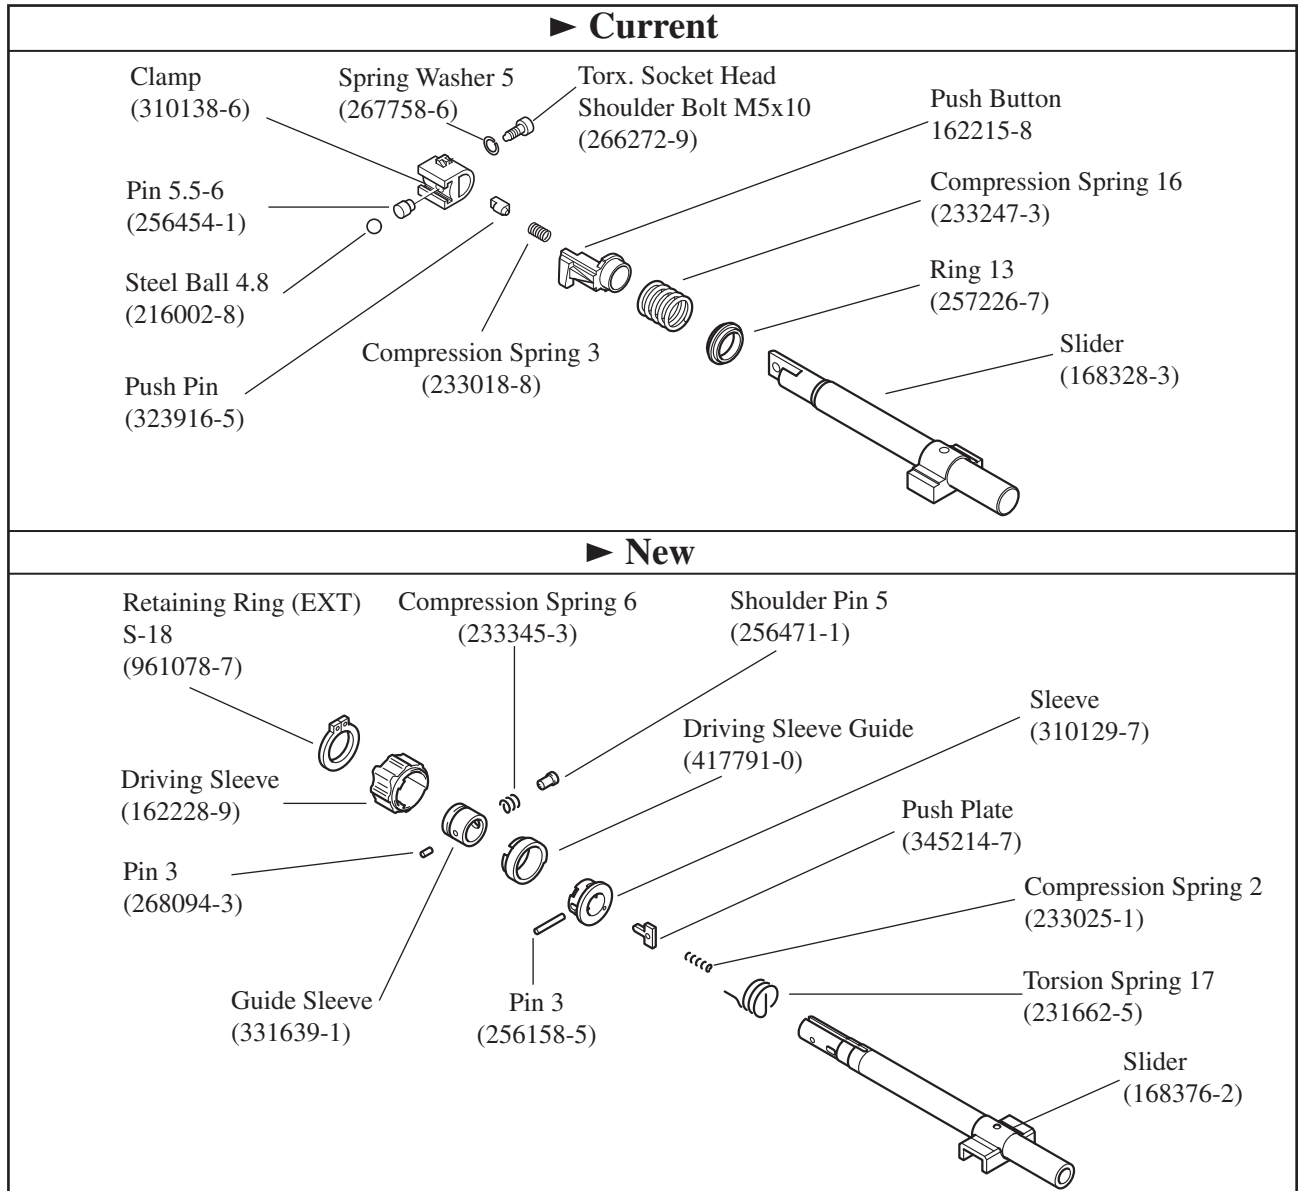 ► Current
Clamp
(310138-6)
Spring Washer 5
(267758-6)
Torx. Socket Head
Shoulder Bolt M5x10
(266272-9)
Push Button
162215-8
Pin 5.5-6
(256454-1)
Compression Spring 16
(233247-3)
Steel Ball 4.8
(216002-8)
Ring 13
(257226-7)
Compression Spring 3
(233018-8)
Slider
(168328-3)
Push Pin
(323916-5)
► New
Retaining Ring (EXT)
S-18
(961078-7)
Compression Spring 6
(233345-3)
Shoulder Pin 5
(256471-1)
Sleeve
(310129-7)
Driving Sleeve Guide
(417791-0)
Driving Sleeve
(162228-9)
Push Plate
(345214-7)
Pin 3
(268094-3)
Compression Spring 2
(233025-1)
Guide Sleeve
(331639-1)
Pin 3
(256158-5)
Torsion Spring 17
(231662-5)
Slider
(168376-2)